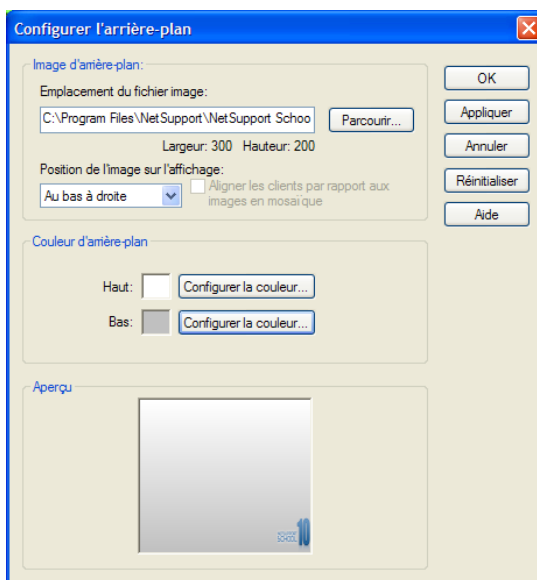 Configurer l'arrière-plan
Image d'arrière-plan:
Emplacement du fichier image:
C:\Program Files\NetSupport\NetSupport Schoo
Parcourir...
Largeur: 300 Hauteur: 200
Position de l'image sur l'affichage:
Au bas à droite
Aligner les clients par rapport aux
images en mosaïque
OK
Appliquer
Annuler
Réinitialiser
Aide
Couleur d'arrière-plan
Haut:
Configurer la couleur...
Bas:
Configurer la couleur...
Aperçu
SCHOOL
10